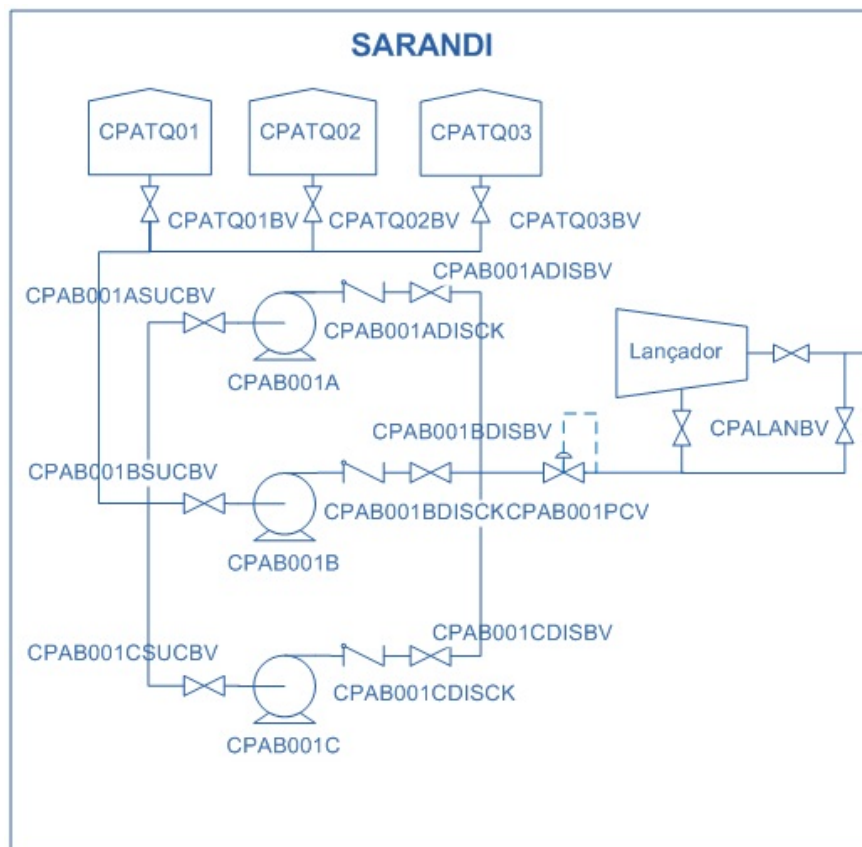 SARANDI
CPATQ01
CPATQ02
CPATQ03
CPATQ01BV
CPATQ02BV
CPATQ03BV
CPAB001ADISBV
CPAB001ASUCBV
CPAB001ADISCK
CPAB001A
Lançador
CPALANBV
CPAB001BDISBV
CPAB001BSUCBV
CPAB001BDISCK
CPAB001PCV
CPAB001B
CPAB001CDISBV
CPAB001CSUCBV
CPAB001CDISCK
CPAB001C